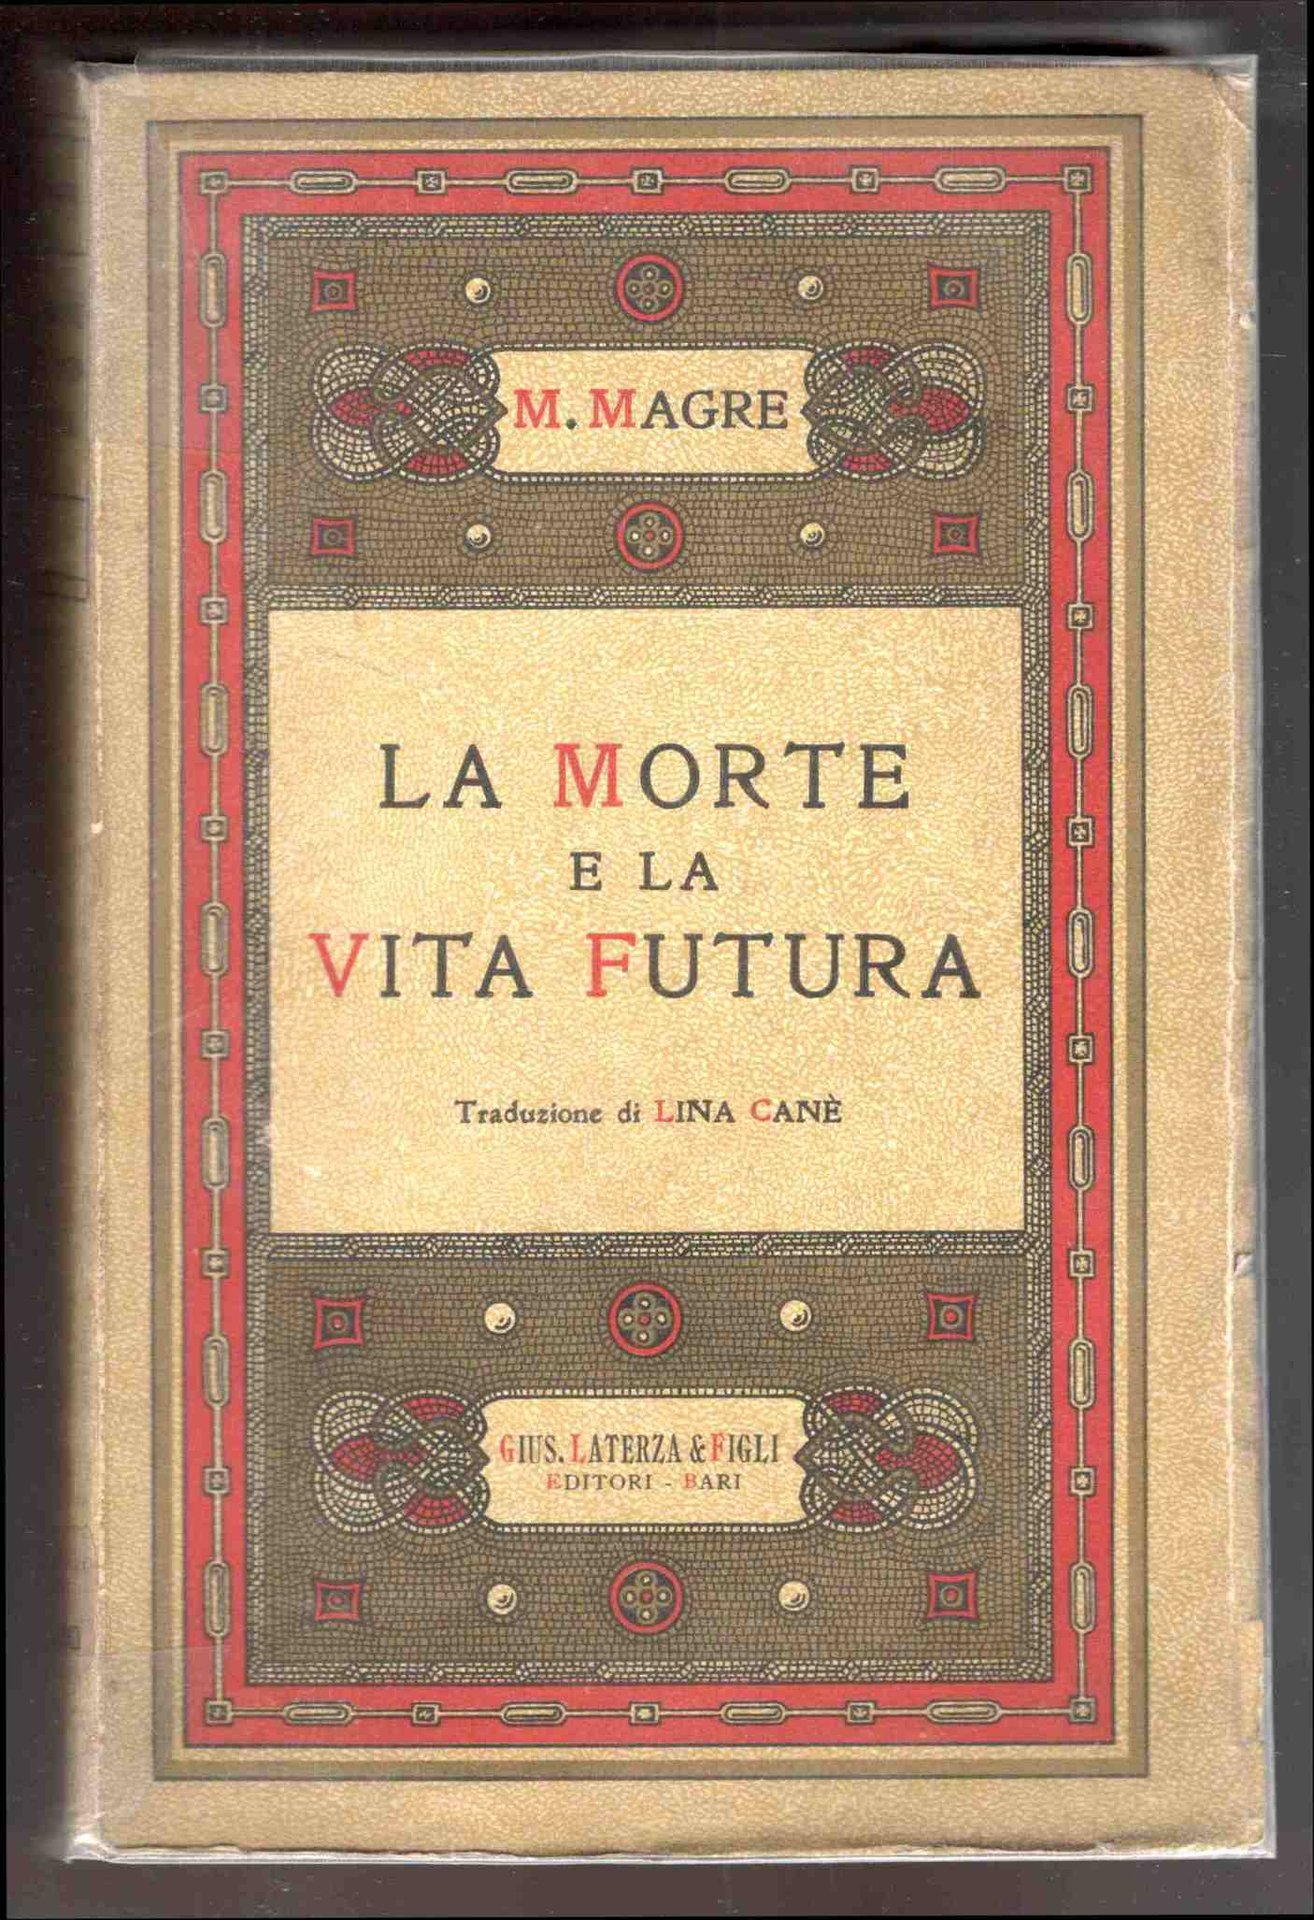 M. MAGRE
LA MORTE
E LA
VITA FUTURA
Traduzione di LINA CANÈ
GIUS. LATERZA & FIGLI
EDITORI - BARI